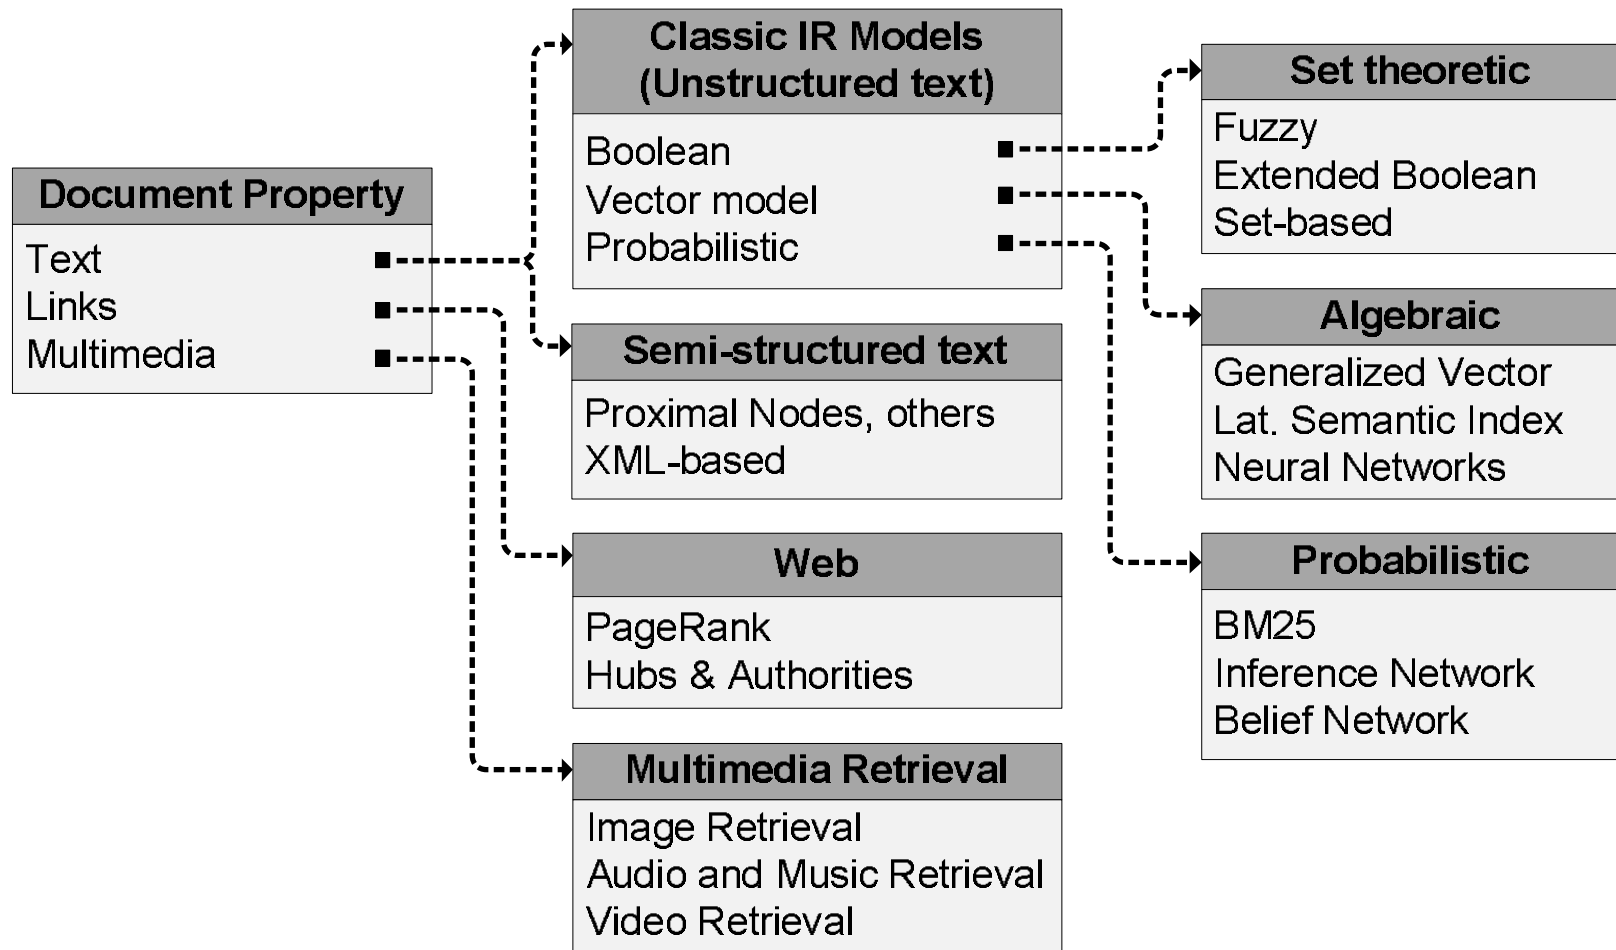 Document Property
Text
Links
Multimedia
Classic IR Models
(Unstructured text)
Boolean
Vector model
Probabilistic
Semi-structured text
Proximal Nodes, others
XML-based
Web
PageRank
Hubs & Authorities
Multimedia Retrieval
Image Retrieval
Audio and Music Retrieval
Video Retrieval
Set theoretic
Fuzzy
Extended Boolean
Set-based
Algebraic
Generalized Vector
Lat. Semantic Index
Neural Networks
Probabilistic
BM25
Inference Network
Belief Network